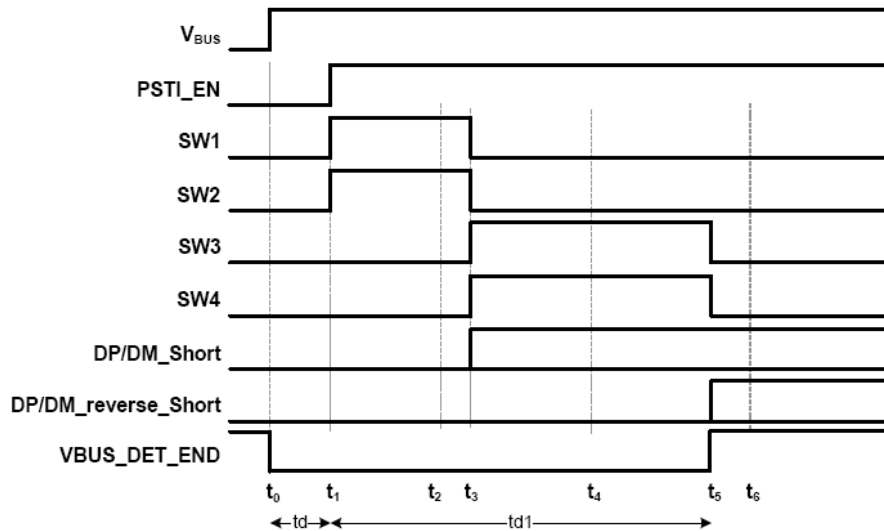 V_BUS
PSTI_EN
SW1
SW2
SW3
SW4
DP/DM_Short
DP/DM_reverse_Short
VBUS_DET_END
t₀ t₁ t₂ t₃ t₄ t₅ t₆
td td1